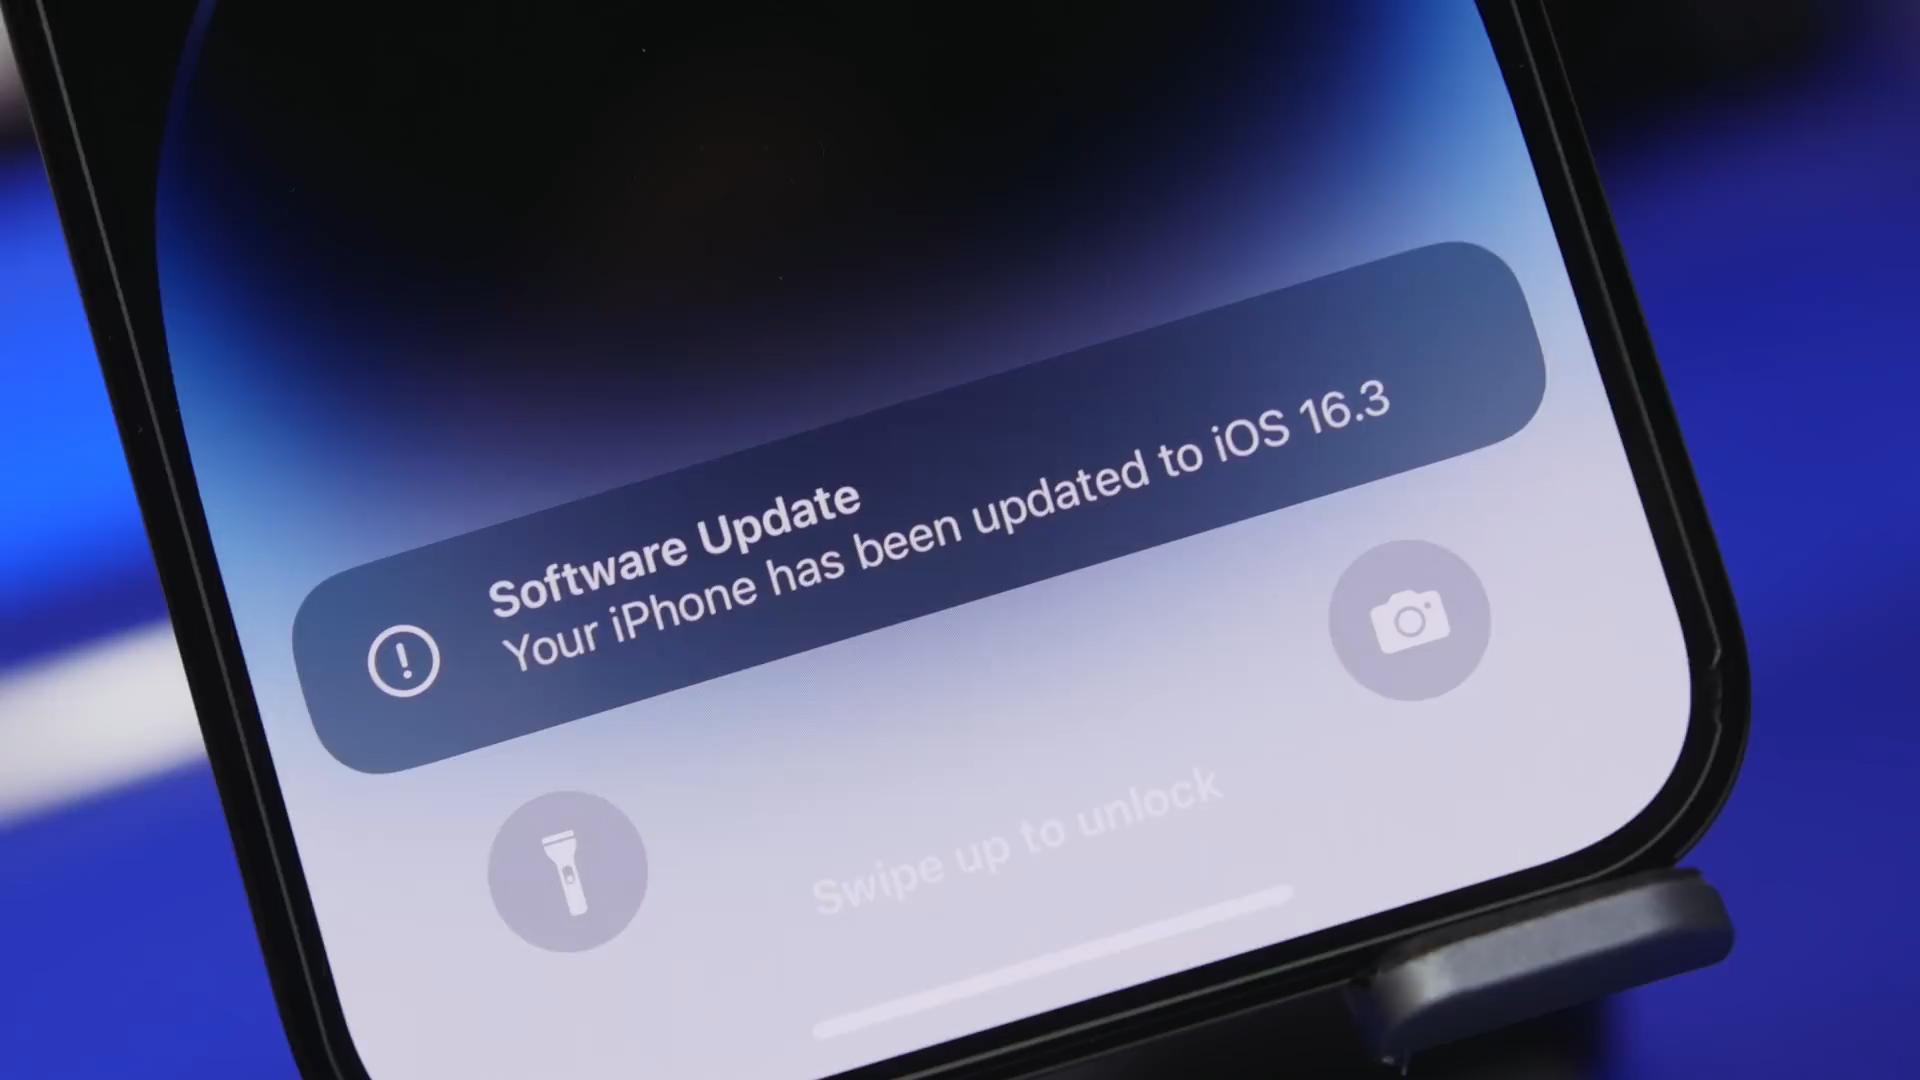 Software Update
Your iPhone has been updated to iOS 16.3
Swipe up to unlock